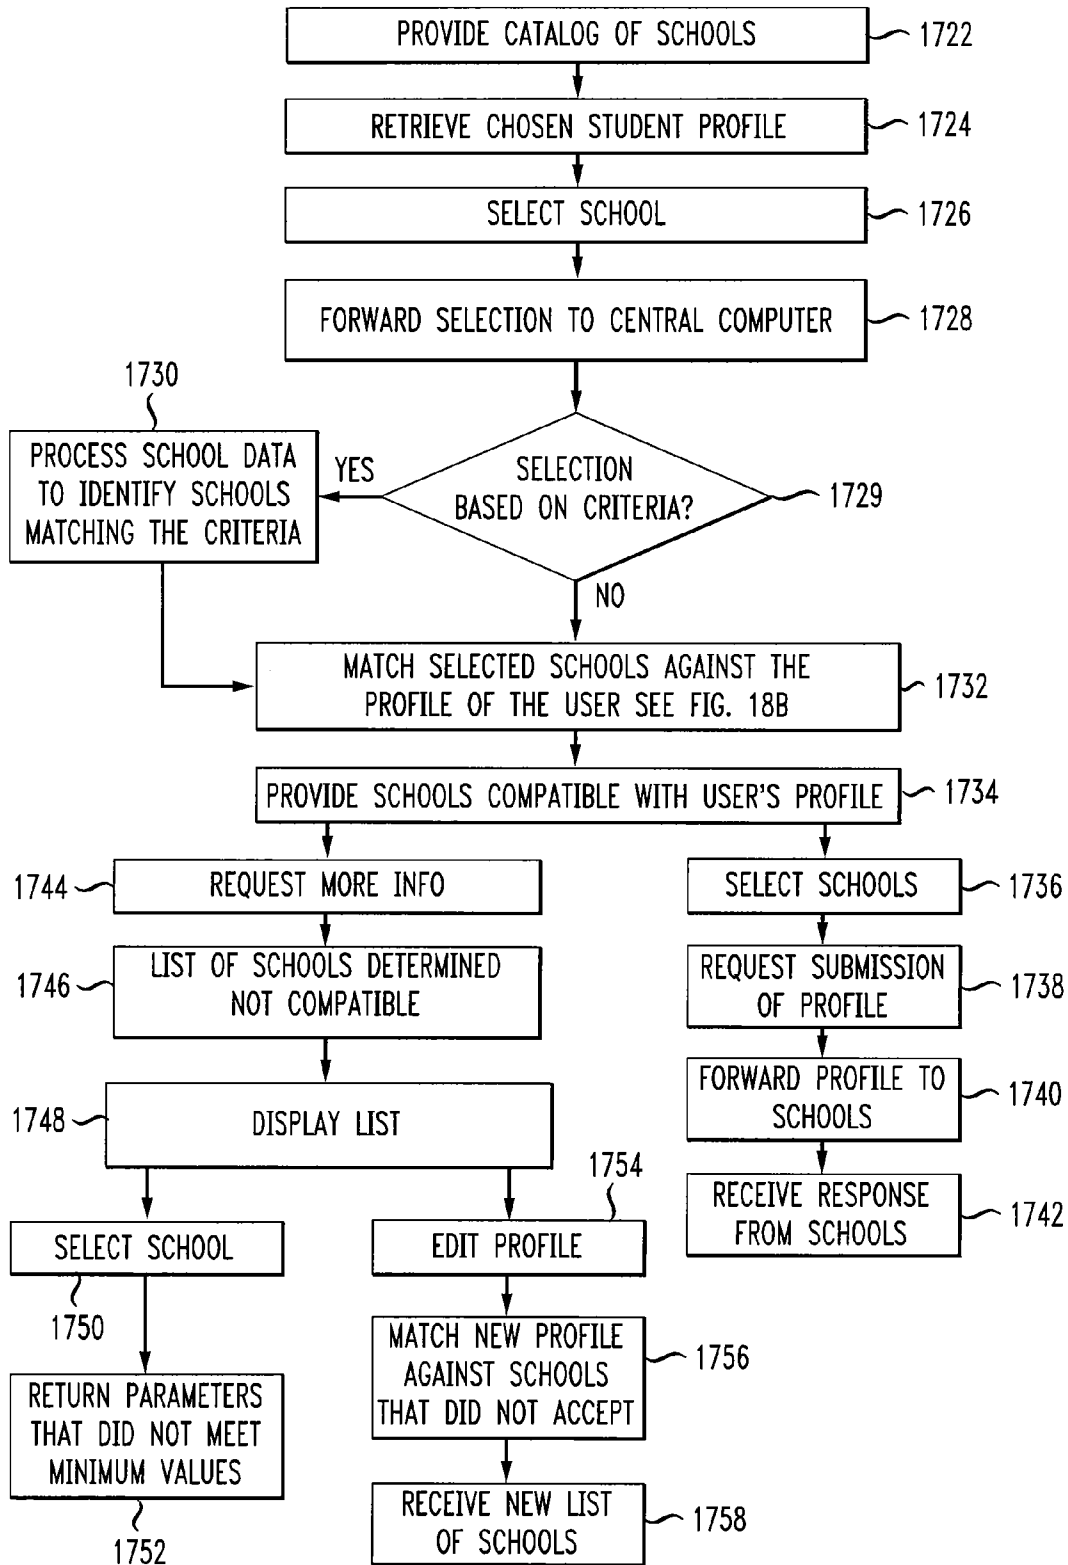 PROVIDE CATALOG OF SCHOOLS
1722
RETRIEVE CHOSEN STUDENT PROFILE
1724
SELECT SCHOOL
1726
FORWARD SELECTION TO CENTRAL COMPUTER
1728
1730
PROCESS SCHOOL DATA
TO IDENTIFY SCHOOLS
MATCHING THE CRITERIA
YES
SELECTION
BASED ON CRITERIA?
1729
NO
MATCH SELECTED SCHOOLS AGAINST THE
PROFILE OF THE USER SEE FIG. 18B
1732
PROVIDE SCHOOLS COMPATIBLE WITH USER'S PROFILE
1734
1744
REQUEST MORE INFO
1746
LIST OF SCHOOLS DETERMINED
NOT COMPATIBLE
1748
DISPLAY LIST
SELECT SCHOOL
1750
RETURN PARAMETERS
THAT DID NOT MEET
MINIMUM VALUES
1752
1754
EDIT PROFILE
MATCH NEW PROFILE
AGAINST SCHOOLS
THAT DID NOT ACCEPT
1756
RECEIVE NEW LIST
OF SCHOOLS
1758
SELECT SCHOOLS
1736
REQUEST SUBMISSION
OF PROFILE
1738
FORWARD PROFILE TO
SCHOOLS
1740
RECEIVE RESPONSE
FROM SCHOOLS
1742